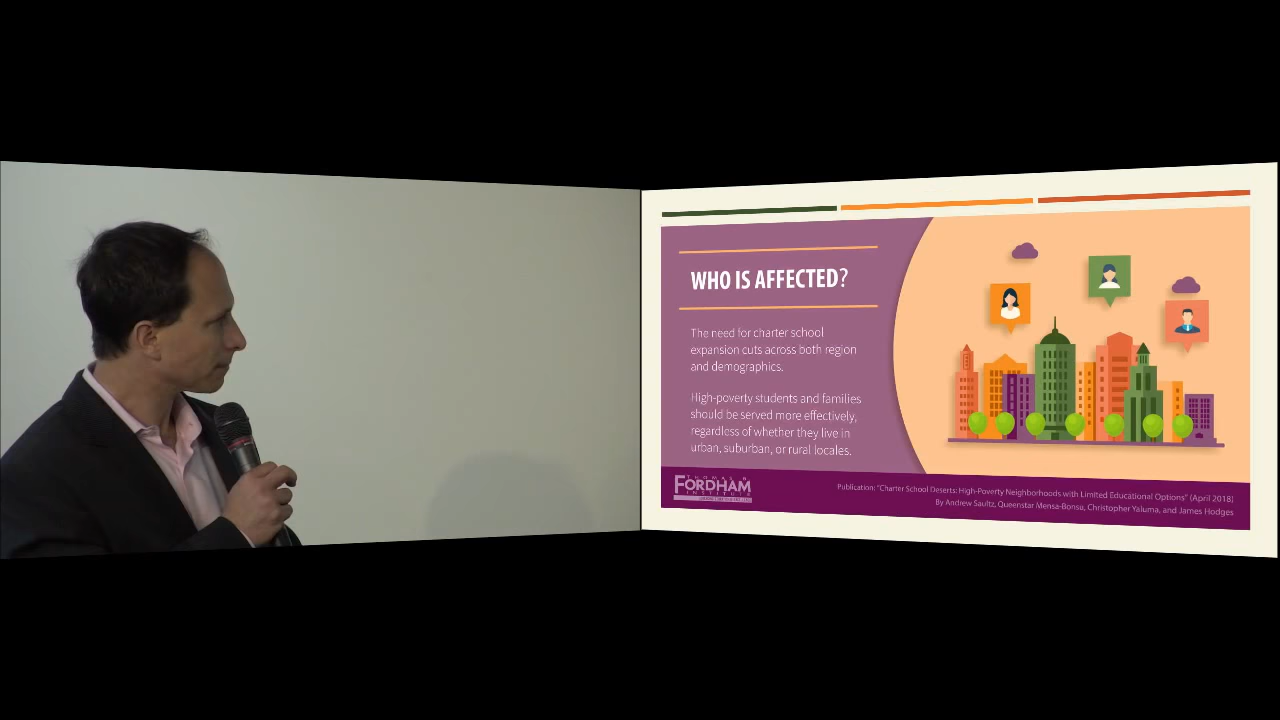 WHO IS AFFECTED?
The need for charter school
expansion cuts across both region
and demographics.
High-poverty students and families
should be served more effectively,
regardless of whether they live in
urban, suburban, or rural locales.
THOMAS B.
FORDHAM
INSTITUTE
Publication: "Charter School Deserts: High-Poverty Neighborhoods with Limited Educational Options" (April 2018)
By Andrew Saultz, Queenstar Mensa-Bonsu, Christopher Yaluma, and James Hodges